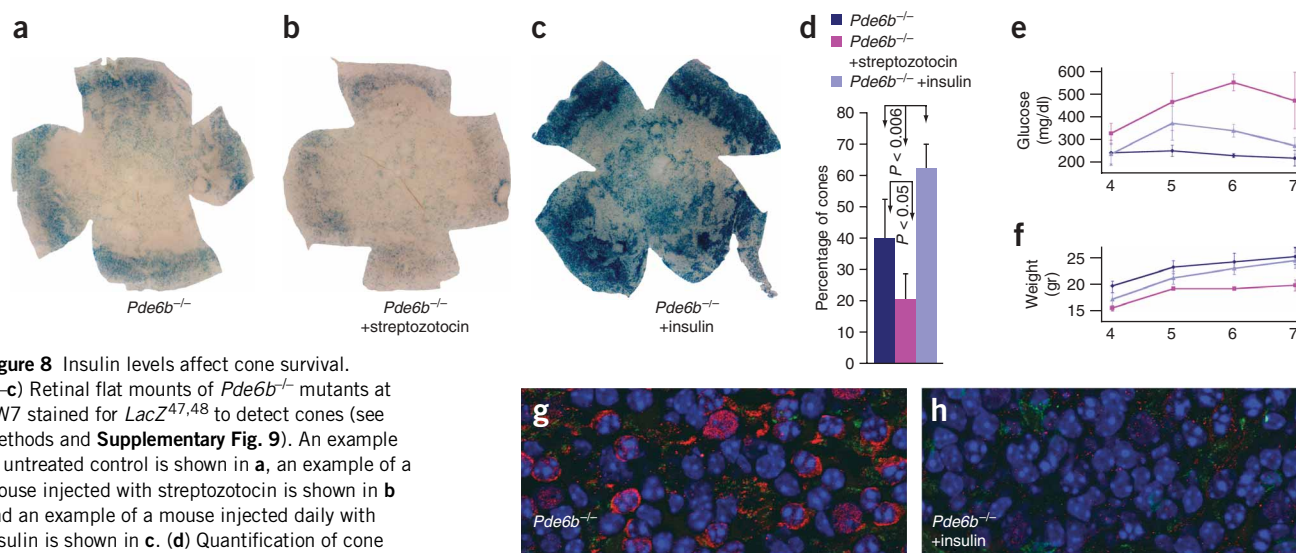 a
Pde6b–/–
b
Pde6b–/–
+streptozotocin
c
Pde6b–/–
+insulin
d
Pde6b–/–
Pde6b–/–
+streptozotocin
Pde6b–/– +insulin
Percentage of cones
80
70
60
50
40
30
20
10
0
P < 0.006
P < 0.05
e
Glucose
(mg/dl)
600
500
400
300
200
4 5 6 7
f
Weight
(gr)
25
20
15
4 5 6 7
gure 8 Insulin levels affect cone survival.
–c) Retinal flat mounts of Pde6b–/– mutants at
W7 stained for LacZ47,48 to detect cones (see
ethods and Supplementary Fig. 9). An example
untreated control is shown in a, an example of a
ouse injected with streptozotocin is shown in b
nd an example of a mouse injected daily with
sulin is shown in c. (d) Quantification of cone
g
Pde6b–/–
h
Pde6b–/–
+insulin